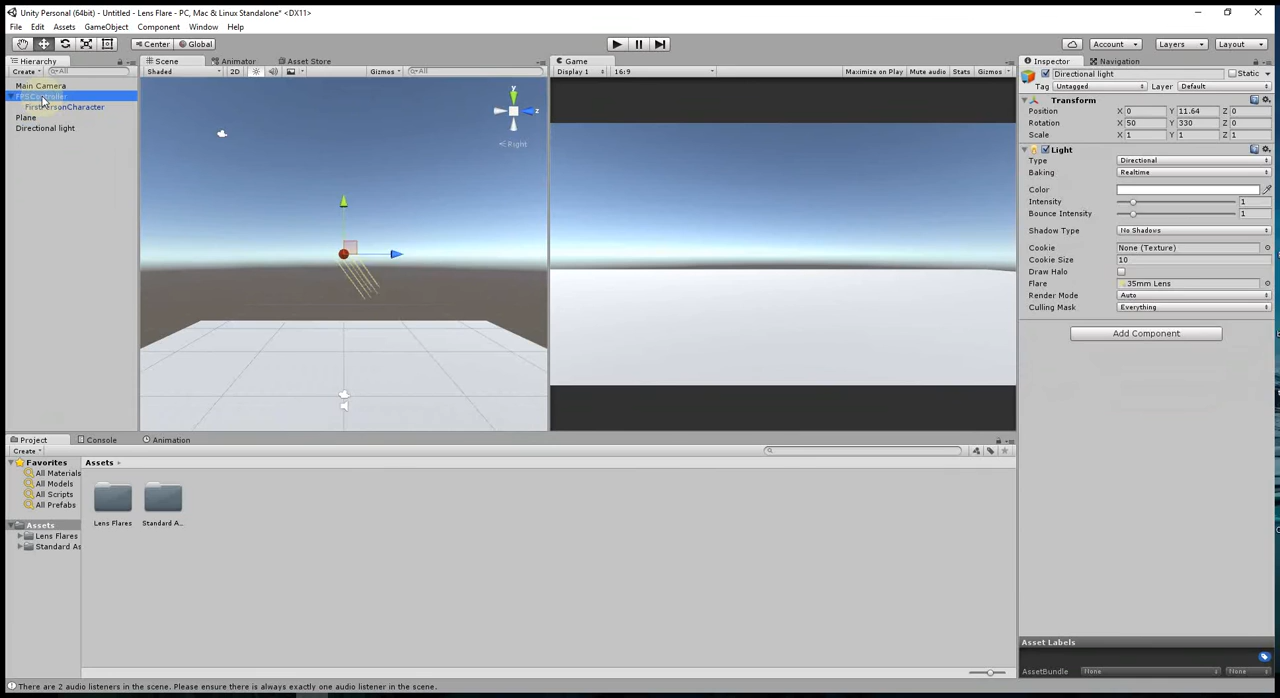 Unity Personal (64bit) - Untitled - Lens Flare - PC, Mac & Linux Standalone* <DX11>
File Edit Assets GameObject Component Window Help
Center Global Account Layers Layout
Hierarchy
Create All
Main Camera
FPSController
FirstPersonCharacter
Plane
Directional light
Scene Animator Asset Store
Shaded 2D Gizmos All
y
z
Right
Game
Display 1 16:9 Maximize on Play Mute audio Stats Gizmos
Inspector Navigation
Directional light Static
Tag Untagged Layer Default
Transform
Position X 0 Y 11.64 Z 0
Rotation X 50 Y 330 Z 0
Scale X 1 Y 1 Z 1
Light
Type Directional
Baking Realtime
Color
Intensity 1
Bounce Intensity 1
Shadow Type No Shadows
Cookie None (Texture)
Cookie Size 10
Draw Halo
Flare 35mm Lens
Render Mode Auto
Culling Mask Everything
Add Component
Project Console Animation
Create
Favorites
All Materials
All Models
All Scripts
All Prefabs
Assets
Lens Flares
Standard As
Assets
Lens Flares Standard A...
Asset Labels
AssetBundle None None
There are 2 audio listeners in the scene. Please ensure there is always exactly one audio listener in the scene.